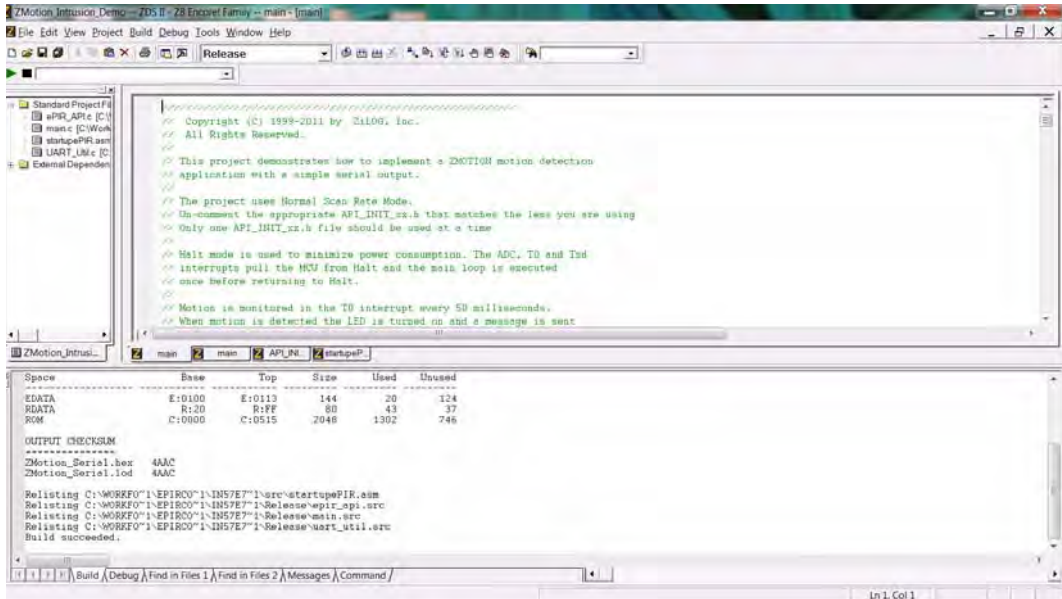 ZMotion_Intrusion_Demo - ZDS II - Z8 Encore! Family - main - [main]
File Edit View Project Build Debug Tools Window Help
Release
Standard Project Fil
ePIR_API.c [C:\
main.c [C:\Work
startupePIR.asm
UART_Util.c [C:
External Dependen
ZMotion_Intrusi...
// Copyright (C) 1999-2011 by ZiLOG, Inc.
// All Rights Reserved.
//
// This project demonstrates how to implement a ZMOTION motion detection
// application with a simple serial output.
//
// The project uses Normal Scan Rate Mode.
// Un-comment the appropriate API_INIT_xx.h that matches the lens you are using
// Only one API_INIT_xx.h file should be used at a time
//
// Halt mode is used to minimize power consumption. The ADC, T0 and Txd
// interrupts pull the MCU from Halt and the main loop is executed
// once before returning to Halt.
//
// Motion is monitored in the T0 interrupt every 50 milliseconds.
// When motion is detected the LED is turned on and a message is sent
main main API_INI... startupeP...
Space Base Top Size Used Unused
EDATA E:0100 E:0113 144 20 124
RDATA R:20 R:FF 80 43 37
ROM C:0000 C:0515 2048 1302 746
OUTPUT CHECKSUM
===============
ZMotion_Serial.hex 4AAC
ZMotion_Serial.lod 4AAC
Relisting C:\WORKFO~1\EPIRCO~1\IN57E7~1\src\startupePIR.asm
Relisting C:\WORKFO~1\EPIRCO~1\IN57E7~1\Release\epir_api.src
Relisting C:\WORKFO~1\EPIRCO~1\IN57E7~1\Release\main.src
Relisting C:\WORKFO~1\EPIRCO~1\IN57E7~1\Release\uart_util.src
Build succeeded.
Build Debug Find in Files 1 Find in Files 2 Messages Command
Ln 1, Col 1